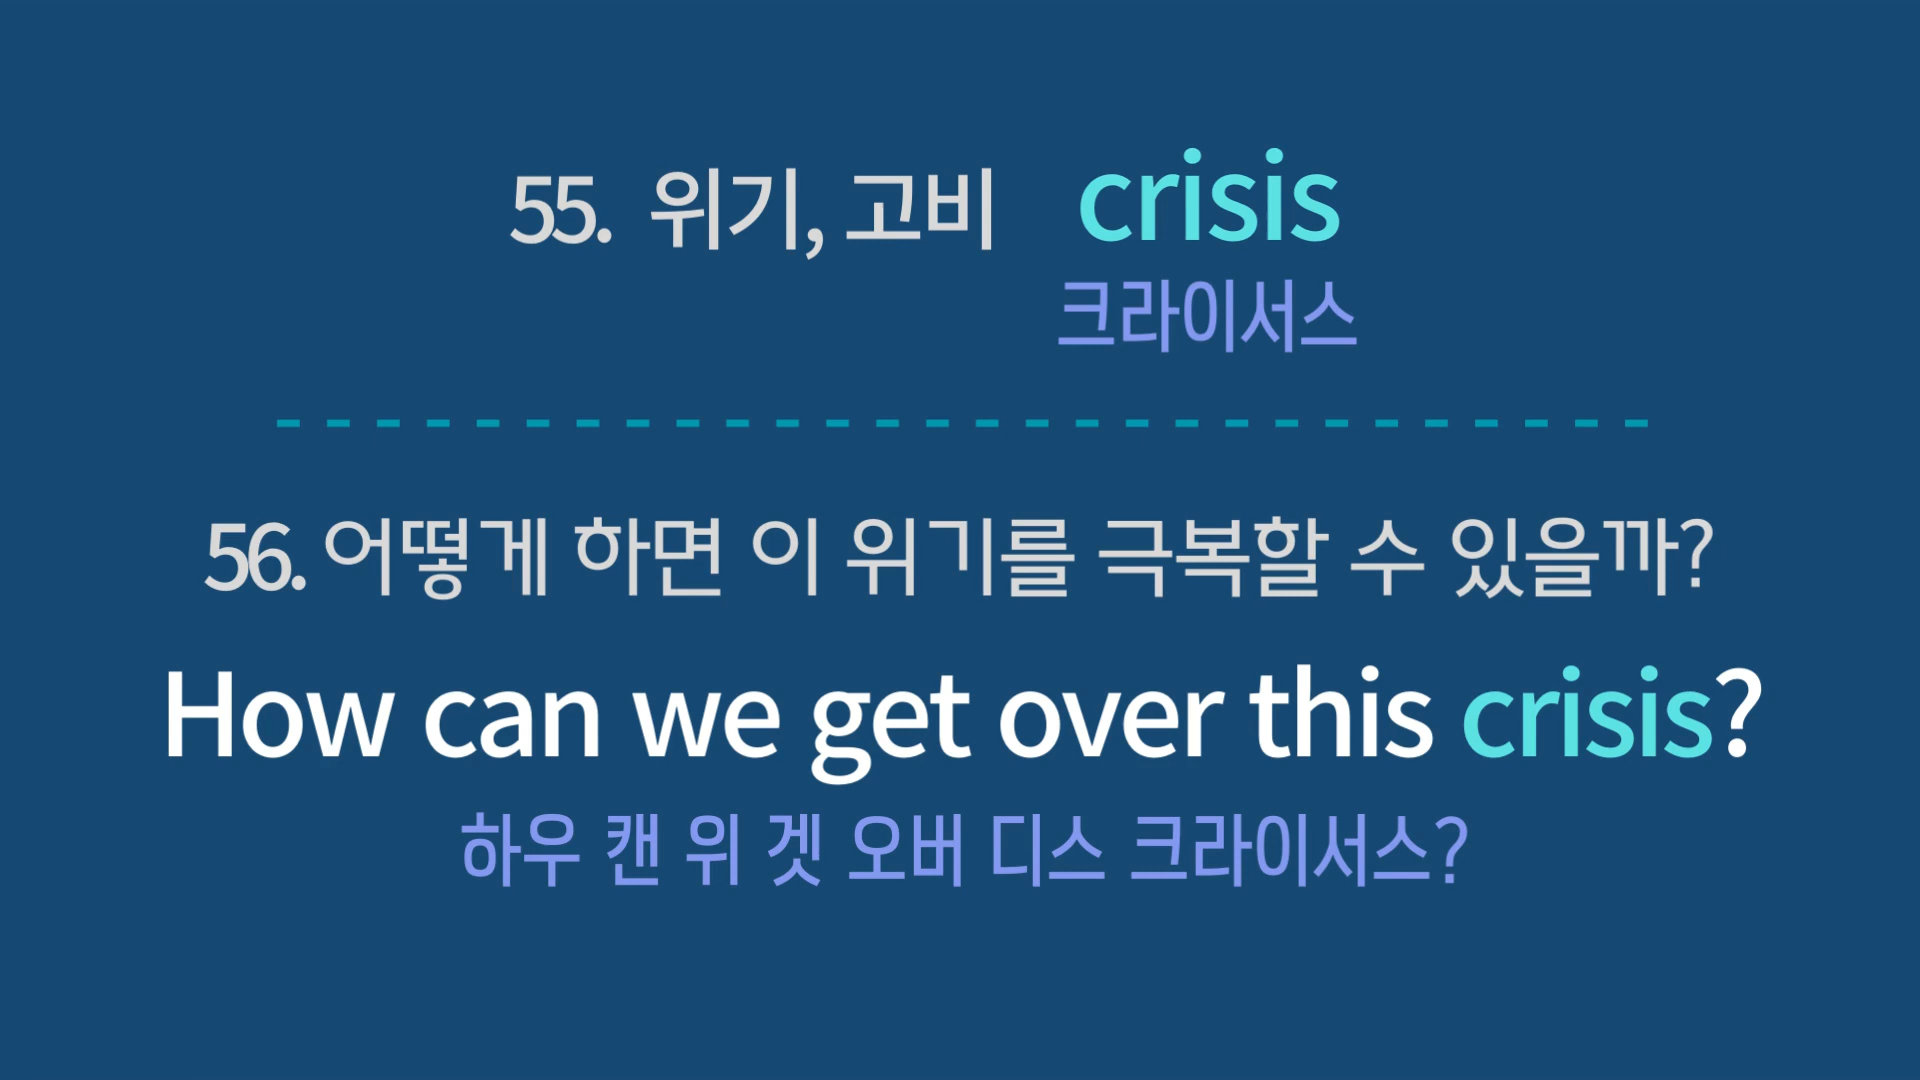 55. 위기, 고비 crisis
크라이서스
56. 어떻게 하면 이 위기를 극복할 수 있을까?
How can we get over this crisis?
하우 캔 위 겟 오버 디스 크라이서스?